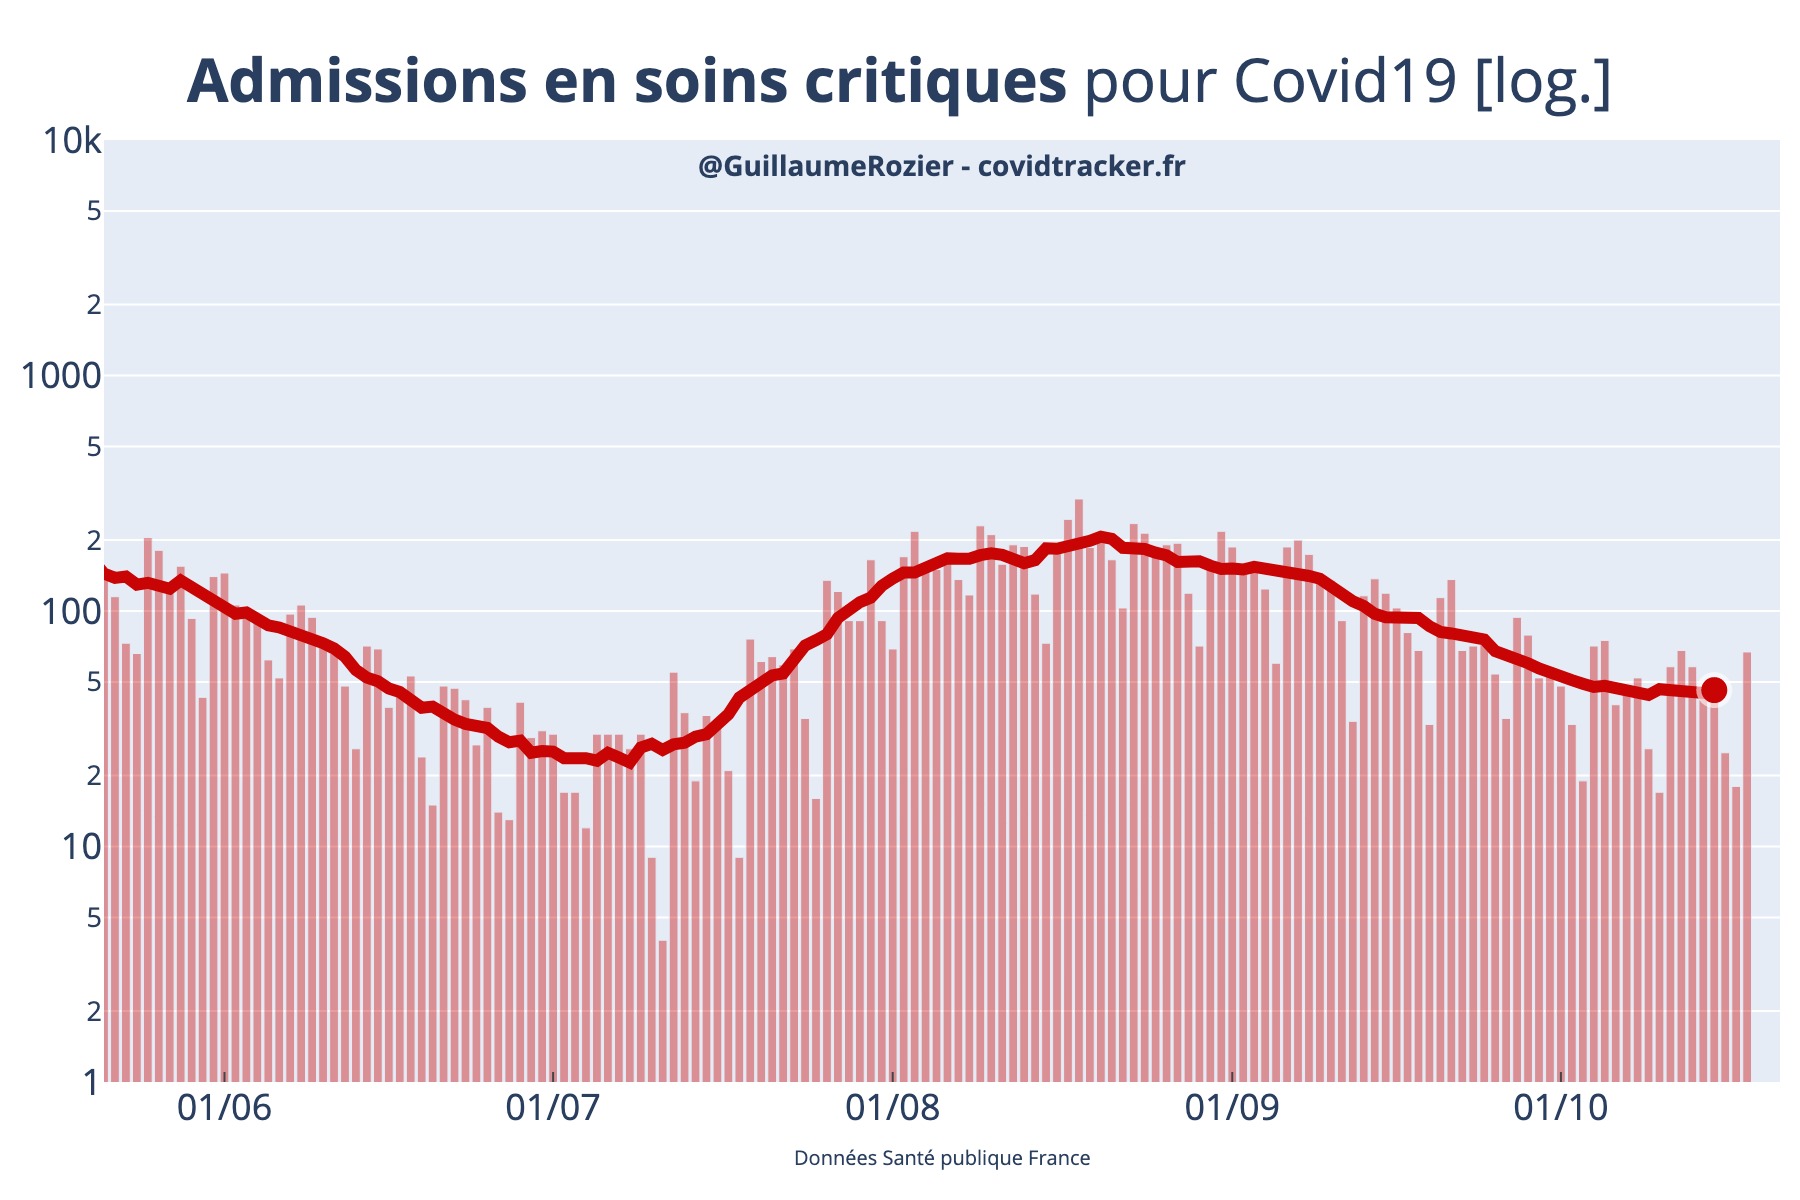 Admissions en soins critiques pour Covid19 [log.]
@GuillaumeRozier - covidtracker.fr
10k
5
2
1000
5
2
100
5
2
10
5
2
1
01/06 01/07 01/08 01/09 01/10
Données Santé publique France